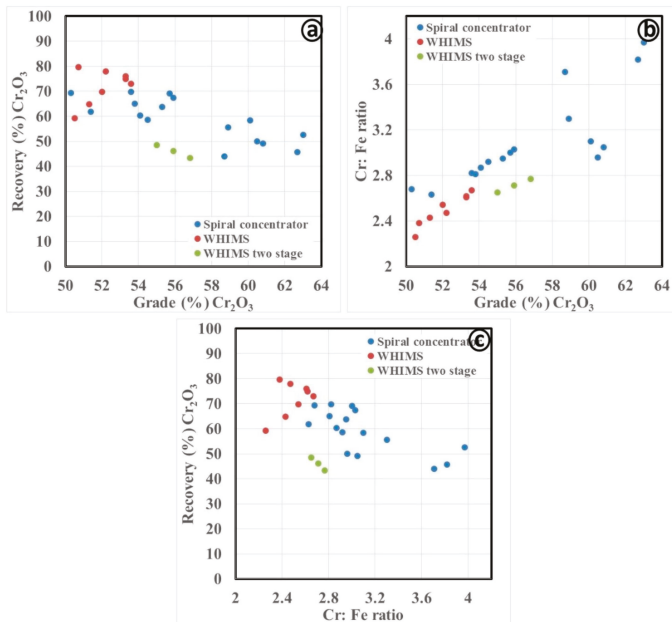 a
100
90
80
70
60
50
40
30
20
10
0
Recovery (%) Cr₂O₃
Spiral concentrator
WHIMS
WHIMS two stage
50 52 54 56 58 60 62 64
Grade (%) Cr₂O₃
b
4
3.6
3.2
2.8
2.4
2
Cr: Fe ratio
Spiral concentrator
WHIMS
WHIMS two stage
50 52 54 56 58 60 62 64
Grade (%) Cr₂O₃
c
100
90
80
70
60
50
40
30
20
10
0
Recovery (%) Cr₂O₃
Spiral concentrator
WHIMS
WHIMS two stage
2 2.4 2.8 3.2 3.6 4
Cr: Fe ratio